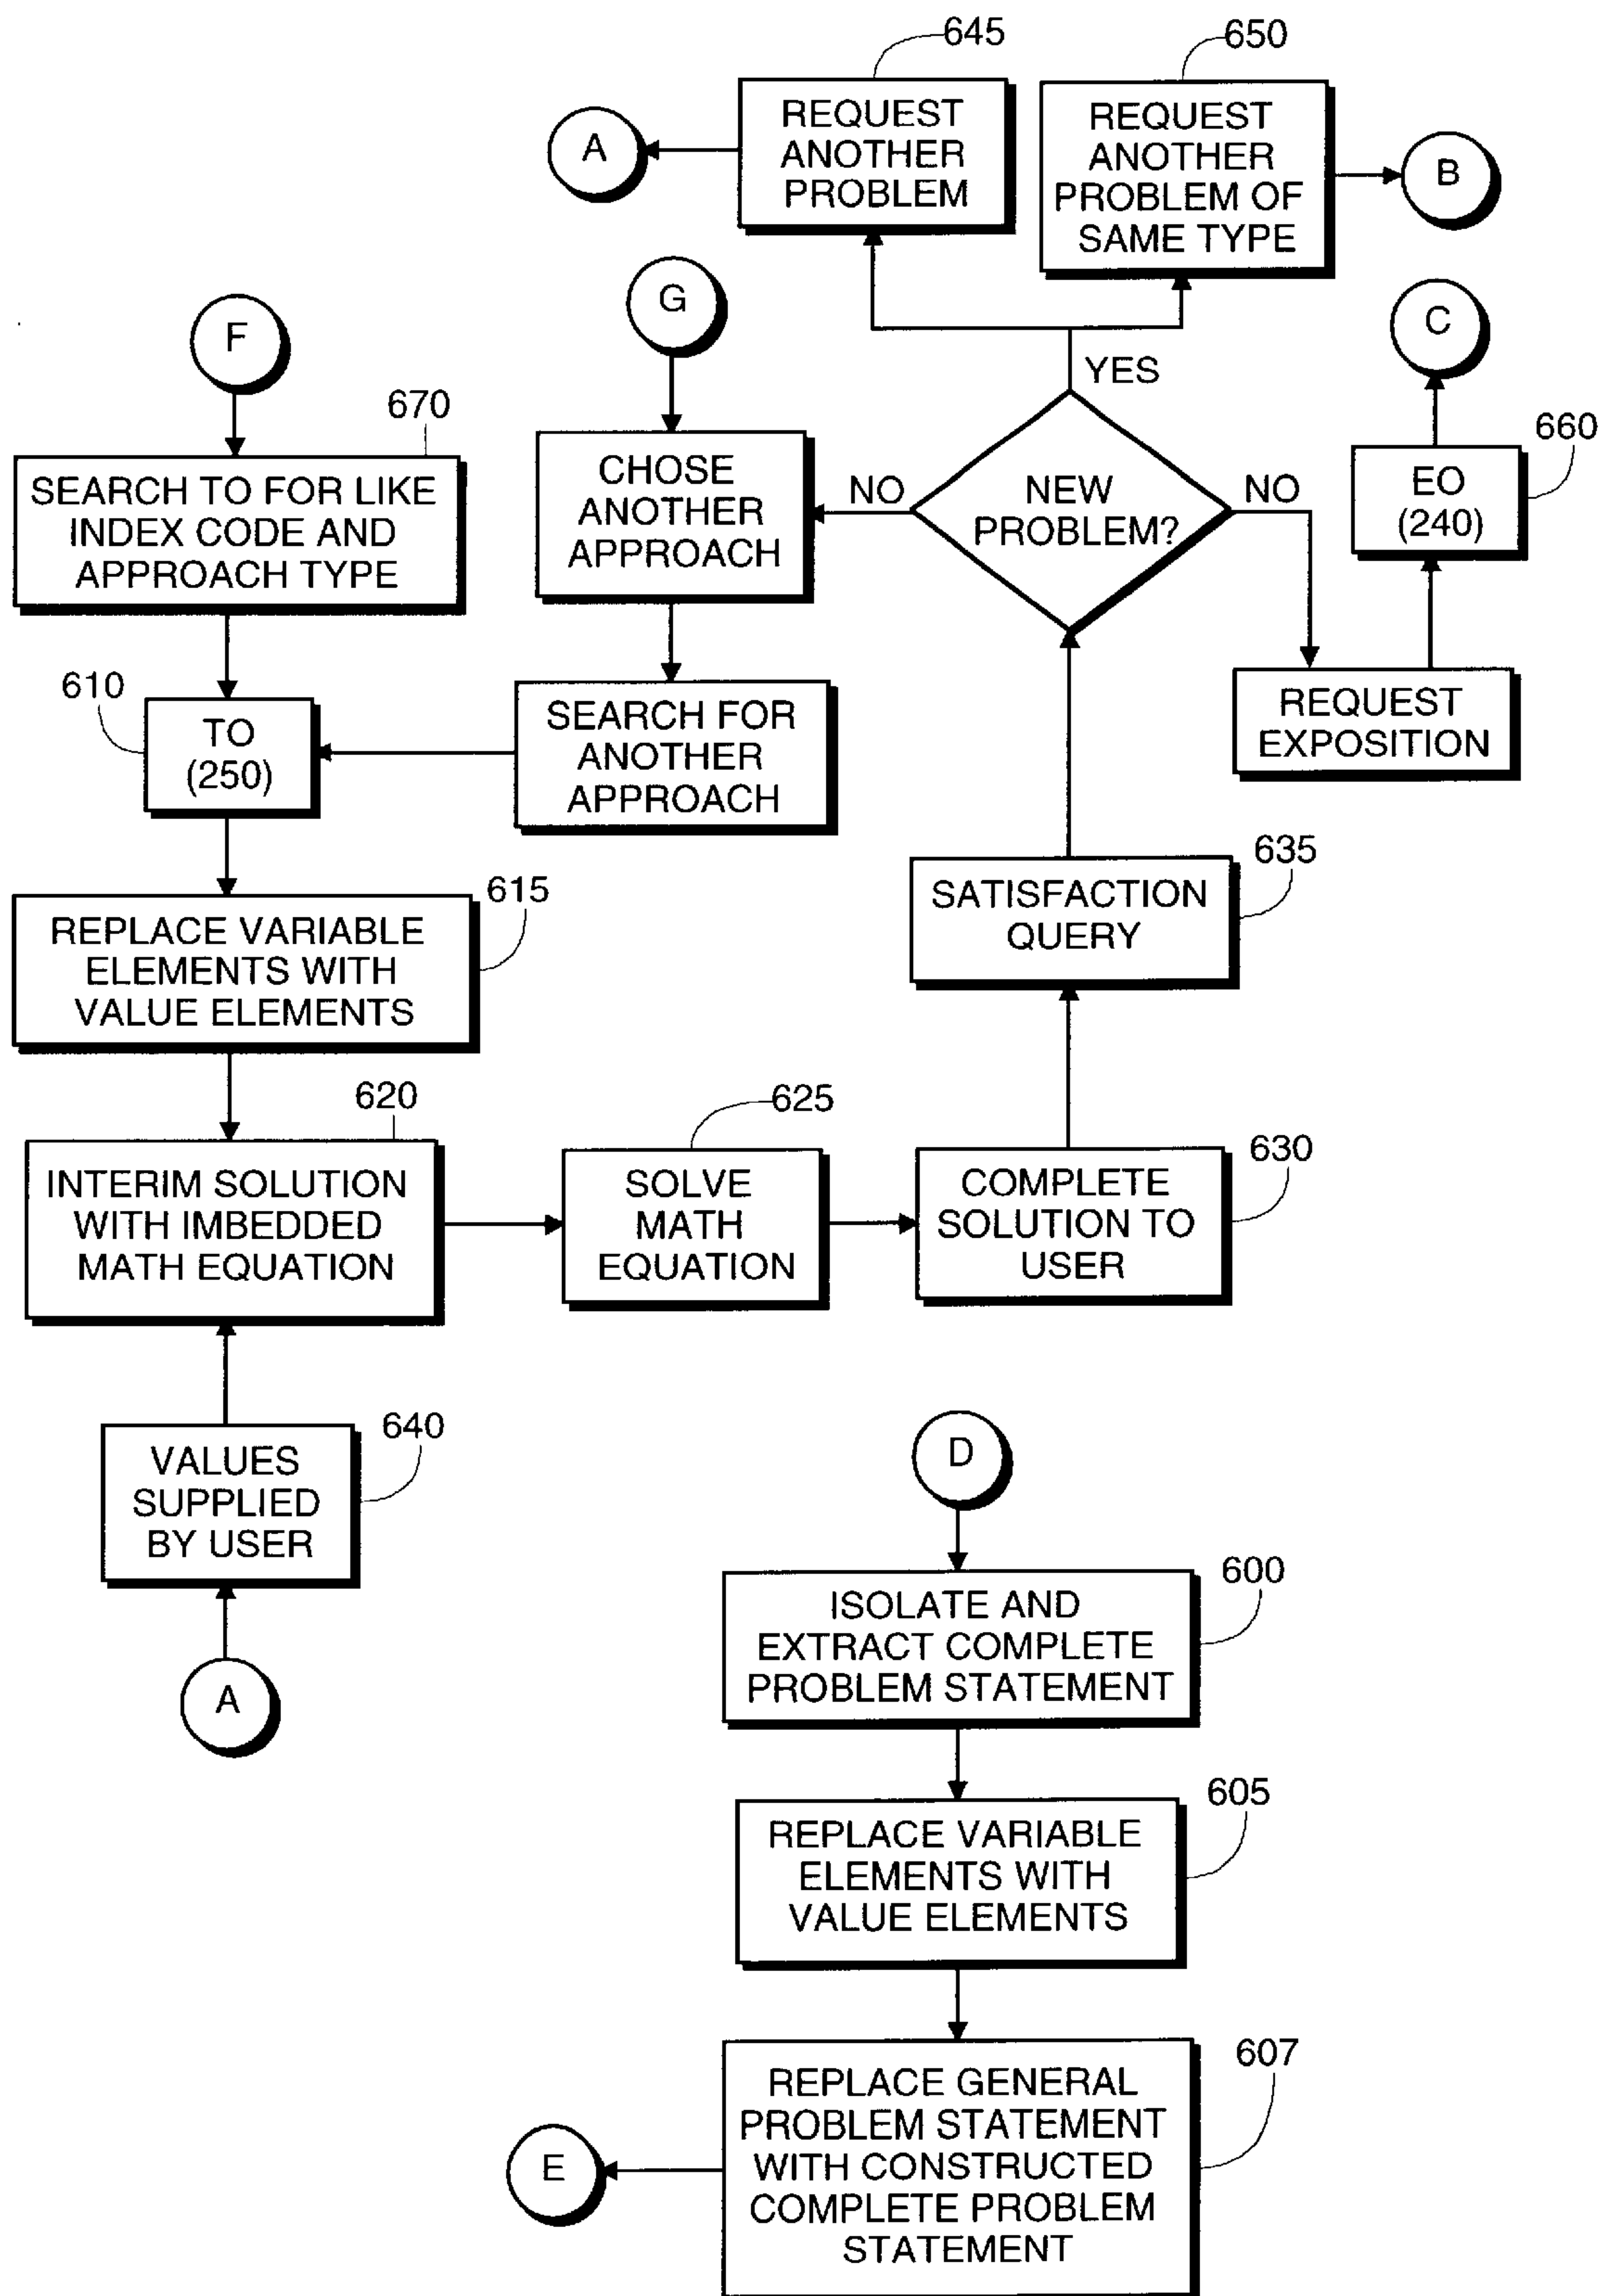 645
650
REQUEST
ANOTHER
PROBLEM
REQUEST
ANOTHER
PROBLEM OF
SAME TYPE
A
B
G
C
F
YES
670
660
SEARCH TO FOR LIKE
INDEX CODE AND
APPROACH TYPE
CHOSE
ANOTHER
APPROACH
NO
NEW
PROBLEM?
NO
EO
(240)
610
TO
(250)
SEARCH FOR
ANOTHER
APPROACH
REQUEST
EXPOSITION
615
635
REPLACE VARIABLE
ELEMENTS WITH
VALUE ELEMENTS
SATISFACTION
QUERY
620
625
630
INTERIM SOLUTION
WITH IMBEDDED
MATH EQUATION
SOLVE
MATH
EQUATION
COMPLETE
SOLUTION TO
USER
640
VALUES
SUPPLIED
BY USER
D
A
600
ISOLATE AND
EXTRACT COMPLETE
PROBLEM STATEMENT
605
REPLACE VARIABLE
ELEMENTS WITH
VALUE ELEMENTS
607
REPLACE GENERAL
PROBLEM STATEMENT
WITH CONSTRUCTED
COMPLETE PROBLEM
STATEMENT
E